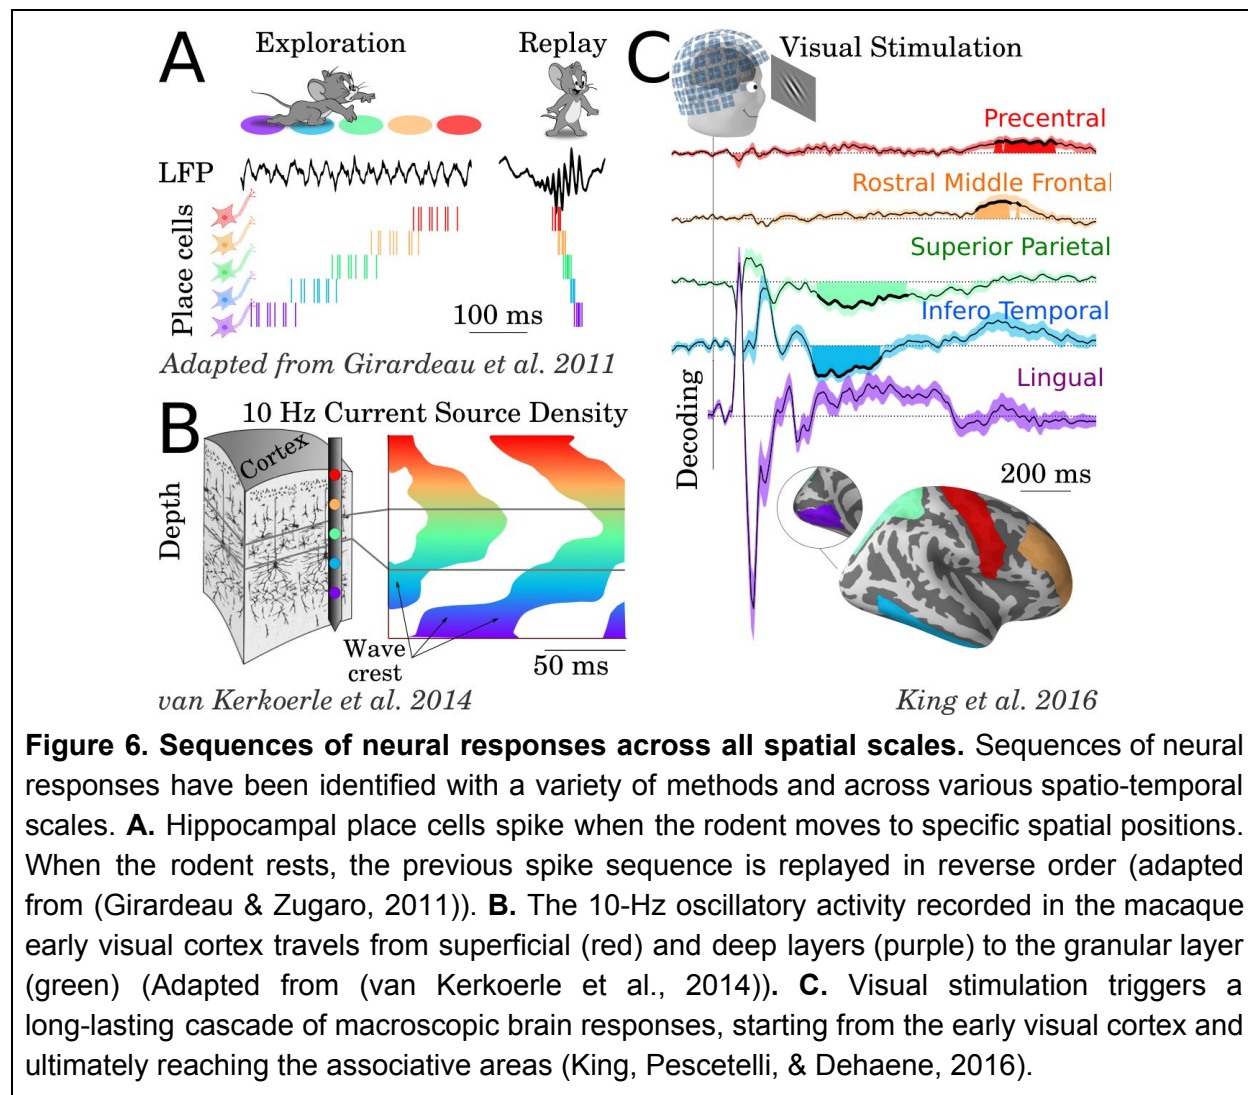 A
Exploration
Replay
LFP
Place cells
100 ms
Adapted from Girardeau et al. 2011
B
10 Hz Current Source Density
Cortex
Depth
Wave
crest
50 ms
van Kerkoerle et al. 2014
C
Visual Stimulation
Precentral
Rostral Middle Frontal
Superior Parietal
Infero Temporal
Lingual
Decoding
200 ms
King et al. 2016
Figure 6. Sequences of neural responses across all spatial scales. Sequences of neural
responses have been identified with a variety of methods and across various spatio-temporal
scales. A. Hippocampal place cells spike when the rodent moves to specific spatial positions.
When the rodent rests, the previous spike sequence is replayed in reverse order (adapted
from (Girardeau & Zugaro, 2011)). B. The 10-Hz oscillatory activity recorded in the macaque
early visual cortex travels from superficial (red) and deep layers (purple) to the granular layer
(green) (Adapted from (van Kerkoerle et al., 2014)). C. Visual stimulation triggers a
long-lasting cascade of macroscopic brain responses, starting from the early visual cortex and
ultimately reaching the associative areas (King, Pescetelli, & Dehaene, 2016).